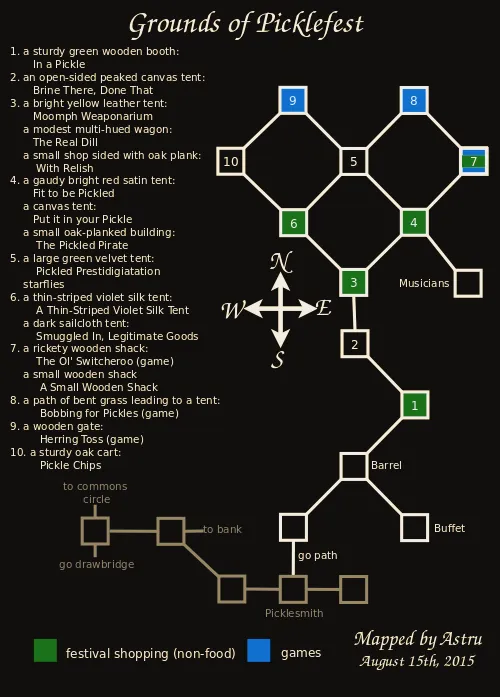 Grounds of Picklefest
1. a sturdy green wooden booth:
In a Pickle
2. an open-sided peaked canvas tent:
Brine There, Done That
3. a bright yellow leather tent:
Moomph Weaponarium
a modest multi-hued wagon:
The Real Dill
a small shop sided with oak plank:
With Relish
4. a gaudy bright red satin tent:
Fit to be Pickled
a canvas tent:
Put it in your Pickle
a small oak-planked building:
The Pickled Pirate
5. a large green velvet tent:
Pickled Prestidigiatation
starflies
6. a thin-striped violet silk tent:
A Thin-Striped Violet Silk Tent
a dark sailcloth tent:
Smuggled In, Legitimate Goods
7. a rickety wooden shack:
The Ol' Switcheroo (game)
a small wooden shack
A Small Wooden Shack
8. a path of bent grass leading to a tent:
Bobbing for Pickles (game)
9. a wooden gate:
Herring Toss (game)
10. a sturdy oak cart:
Pickle Chips
9
8
10
5
7
6
4
N
3
Musicians
W
E
S
2
1
Barrel
to commons
circle
to bank
Buffet
go drawbridge
go path
Picklesmith
festival shopping (non-food)
games
Mapped by Astru
August 15th, 2015